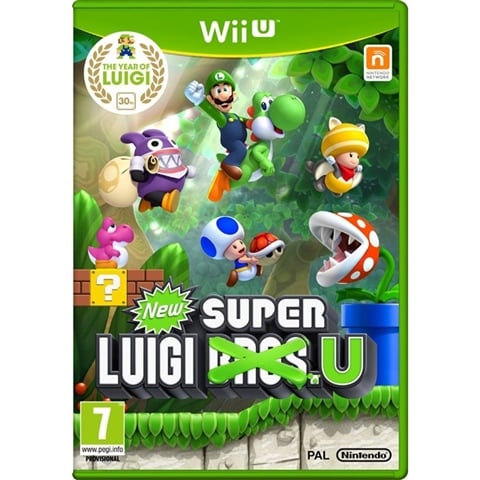 Wii U
THE YEAR OF
LUIGI
30th
NINTENDO
NETWORK
?
New SUPER
LUIGI BROS. U
7
www.pegi.info
PROVISIONAL
PAL
Nintendo